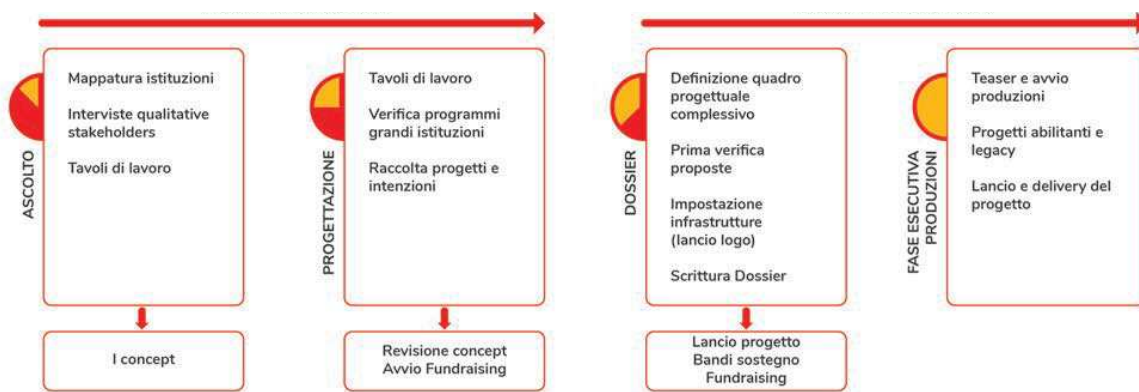 ASCOLTO
Mappatura istituzioni
Interviste qualitative
stakeholders
Tavoli di lavoro
I concept
PROGETTAZIONE
Tavoli di lavoro
Verifica programmi
grandi istituzioni
Raccolta progetti e
intenzioni
Revisione concept
Avvio Fundraising
DOSSIER
Definizione quadro
progettuale
complessivo
Prima verifica
proposte
Impostazione
infrastrutture
(lancio logo)
Scrittura Dossier
Lancio progetto
Bandi sostegno
Fundraising
FASE ESECUTIVA
PRODUZIONI
Teaser e avvio
produzioni
Progetti abilitanti e
legacy
Lancio e delivery del
progetto